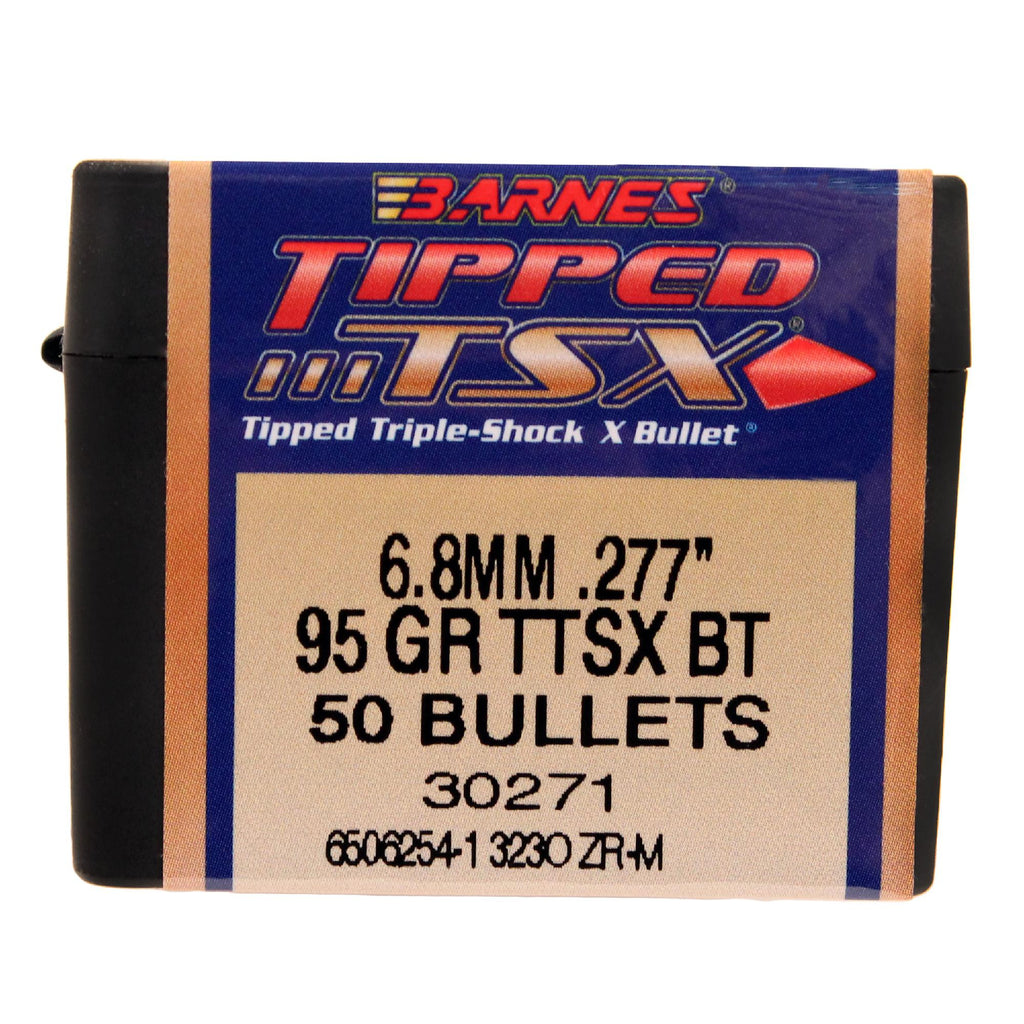 BARNES®
TIPPED
TSX®
Tipped Triple-Shock X Bullet®
6.8MM .277"
95 GR TTSX BT
50 BULLETS
30271
6506254-1 3230 ZR-M